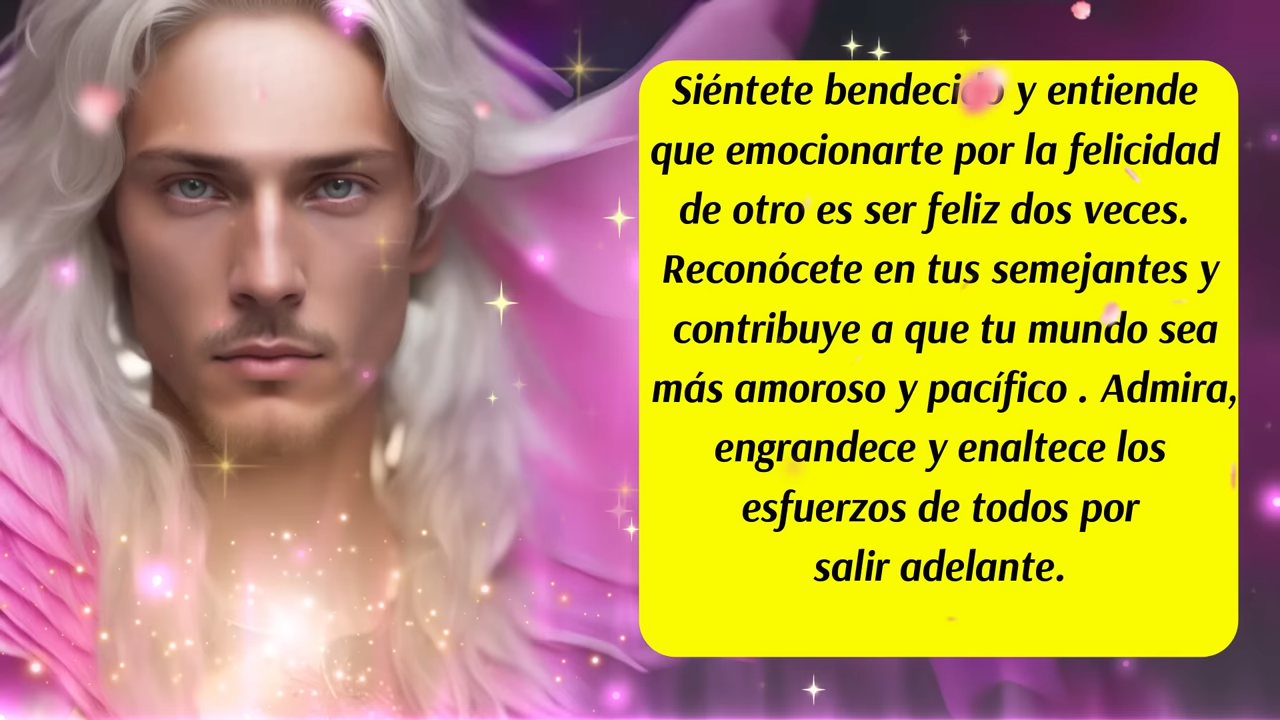 Siéntete bendecido y entiende
que emocionarte por la felicidad
de otro es ser feliz dos veces.
Reconócete en tus semejantes y
contribuye a que tu mundo sea
más amoroso y pacífico . Admira,
engrandece y enaltece los
esfuerzos de todos por
salir adelante.